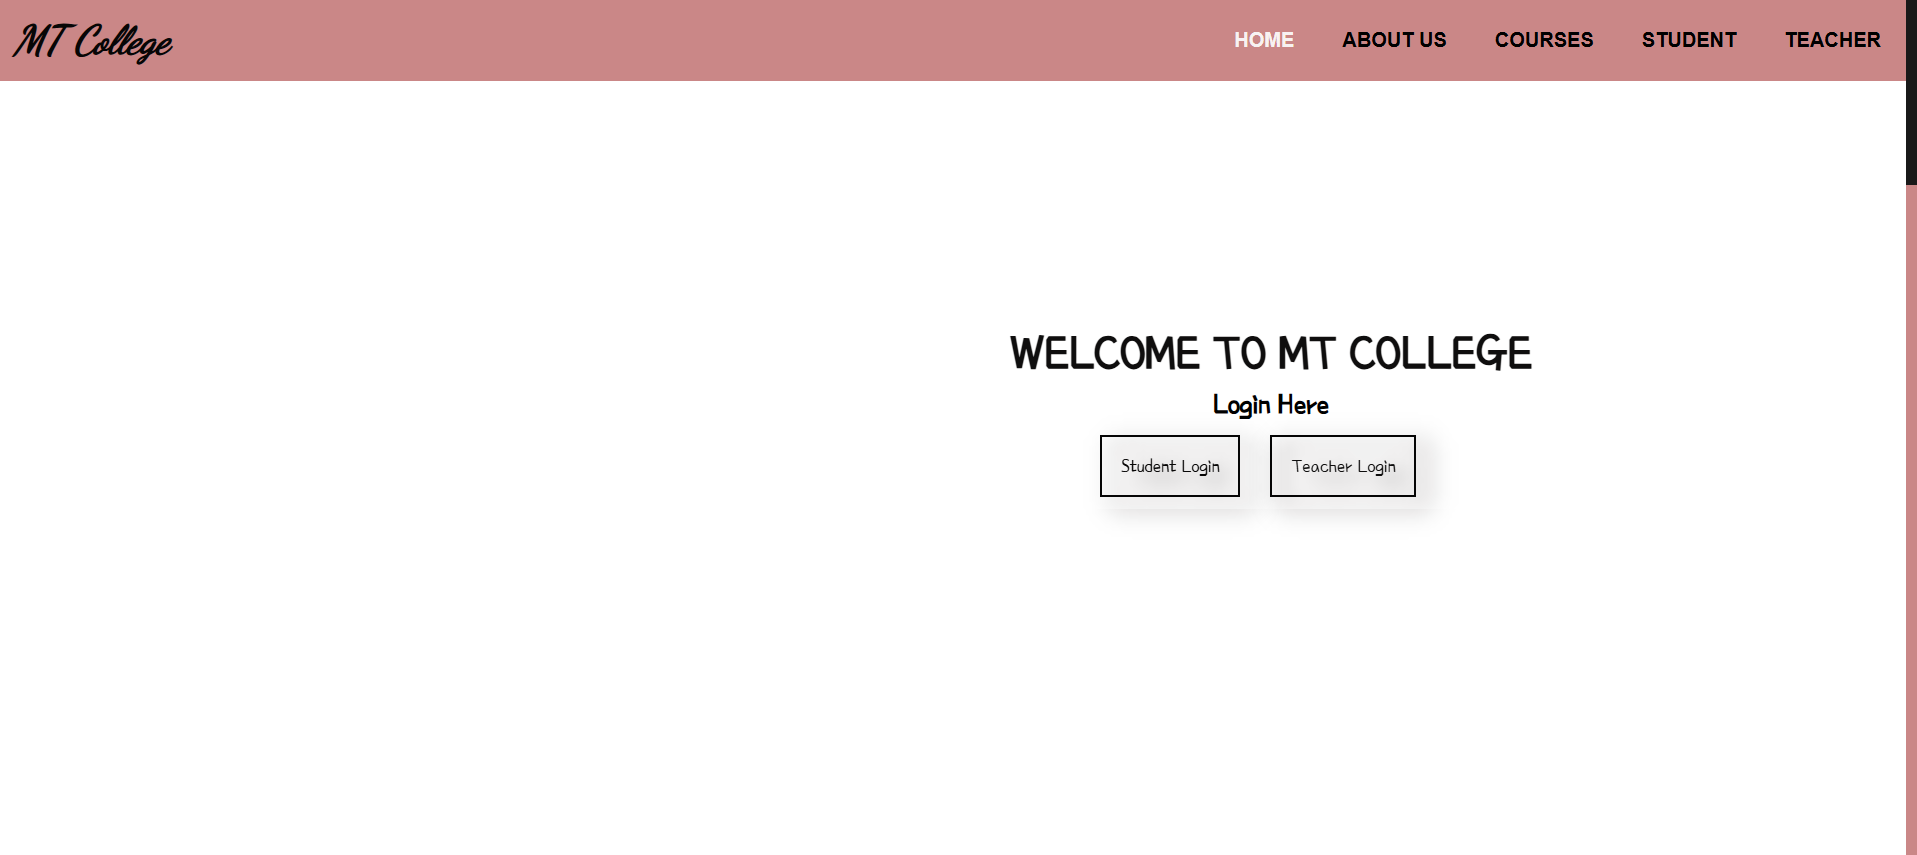 MT College
HOME ABOUT US COURSES STUDENT TEACHER
WELCOME TO MT COLLEGE
Login Here
Student Login Teacher Login